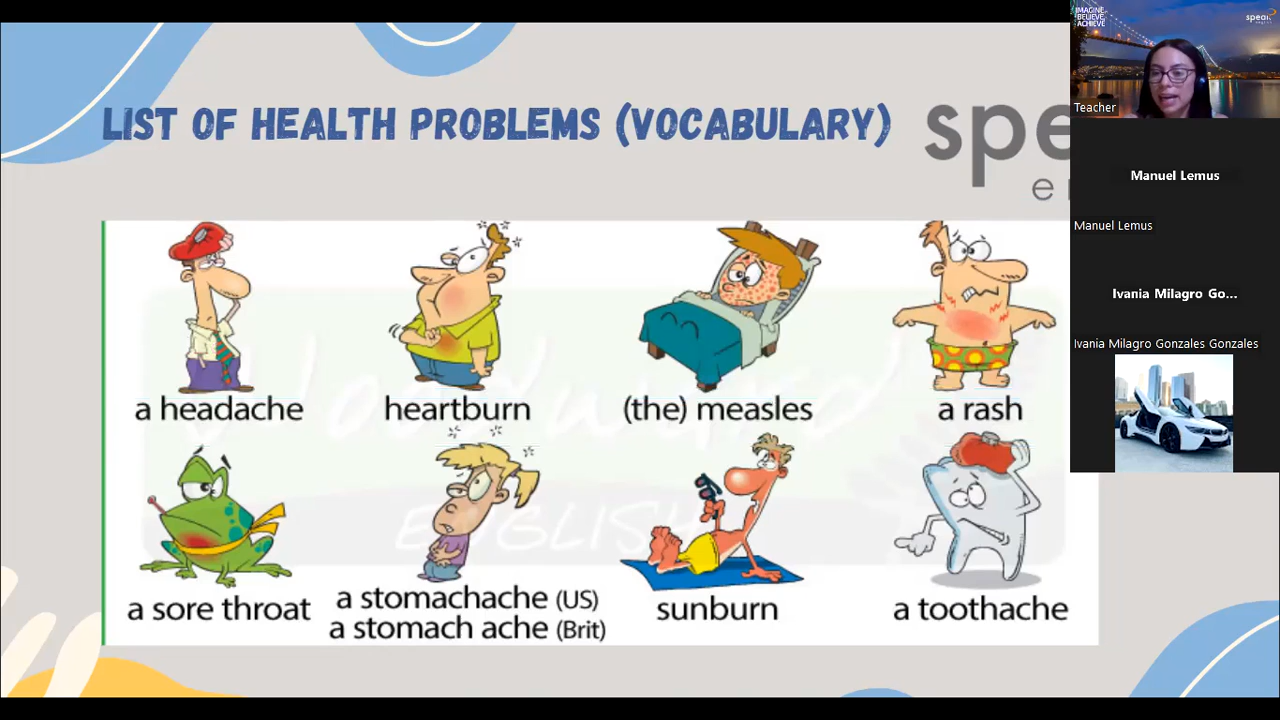 LIST OF HEALTH PROBLEMS (VOCABULARY)
a headache
heartburn
(the) measles
a rash
a sore throat
a stomachache (US)
a stomach ache (Brit)
sunburn
a toothache
ENGLISH
IMAGINE
BELIEVE
ACHIEVE
Teacher
Manuel Lemus
Manuel Lemus
Ivania Milagro Go...
Ivania Milagro Gonzales Gonzales